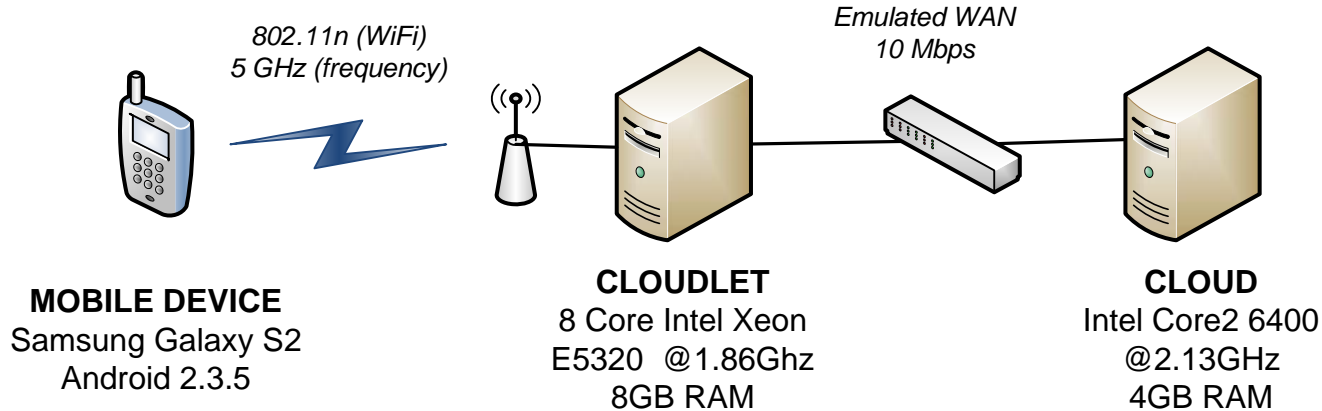 802.11n (WiFi)
5 GHz (frequency)
Emulated WAN
10 Mbps
MOBILE DEVICE
Samsung Galaxy S2
Android 2.3.5
CLOUDLET
8 Core Intel Xeon
E5320 @1.86Ghz
8GB RAM
CLOUD
Intel Core2 6400
@2.13GHz
4GB RAM